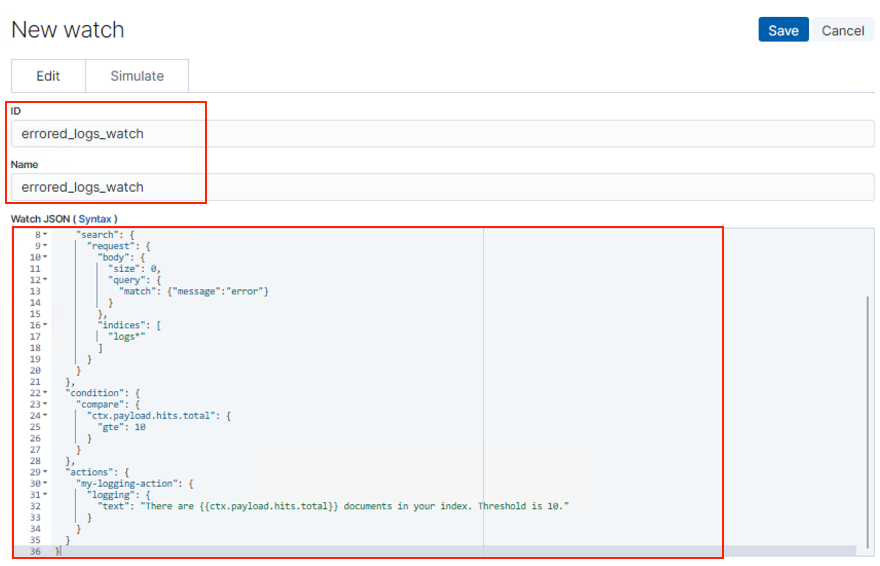 New watch
Save
Cancel
Edit
Simulate
ID
errored_logs_watch
Name
errored_logs_watch
Watch JSON ( Syntax )
8 "search": {
9 "request": {
10 "body": {
11 "size": 0,
12 "query": {
13 "match": {"message":"error"}
14 }
15 },
16 "indices": [
17 "logs*"
18 ]
19 }
20 }
21 },
22 "condition": {
23 "compare": {
24 "ctx.payload.hits.total": {
25 "gte": 10
26 }
27 }
28 },
29 "actions": {
30 "my-logging-action": {
31 "logging": {
32 "text": "There are {{ctx.payload.hits.total}} documents in your index. Threshold is 10."
33 }
34 }
35 }
36 }